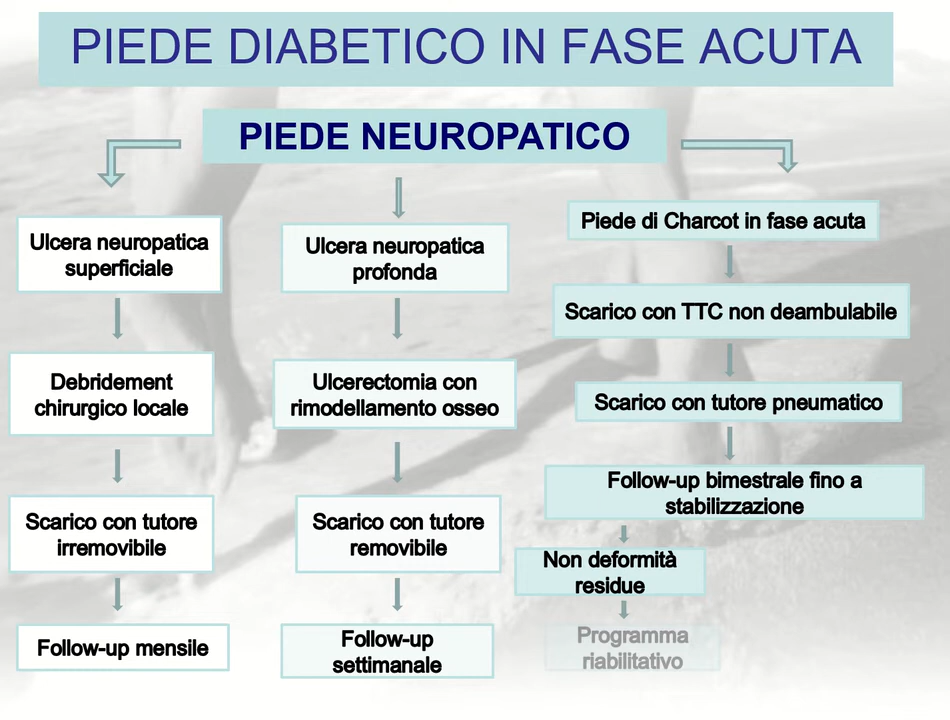 PIEDE DIABETICO IN FASE ACUTA
PIEDE NEUROPATICO
Ulcera neuropatica
superficiale
Debridement
chirurgico locale
Scarico con tutore
irremovibile
Follow-up mensile
Ulcera neuropatica
profonda
Ulcerectomia con
rimodellamento osseo
Scarico con tutore
removibile
Follow-up
settimanale
Piede di Charcot in fase acuta
Scarico con TTC non deambulabile
Scarico con tutore pneumatico
Follow-up bimestrale fino a
stabilizzazione
Non deformità
residue
Programma
riabilitativo